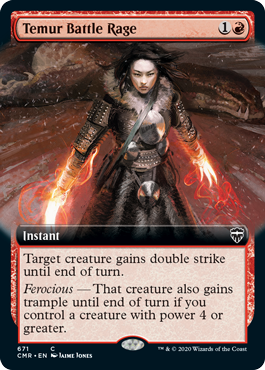 Temur Battle Rage 1
Instant
Target creature gains double strike
until end of turn.
Ferocious — That creature also gains
trample until end of turn if you
control a creature with power 4 or
greater.
671 C
CMR • EN Jaime Jones
™ & © 2020 Wizards of the Coast